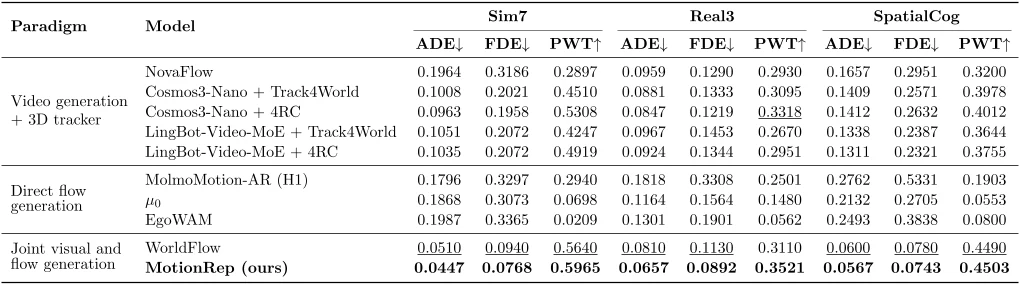 Paradigm Model Sim7 Real3 SpatialCog
ADE↓ FDE↓ PWT↑ ADE↓ FDE↓ PWT↑ ADE↓ FDE↓ PWT↑
Video generation + 3D tracker
NovaFlow 0.1964 0.3186 0.2897 0.0959 0.1290 0.2930 0.1657 0.2951 0.3200
Cosmos3-Nano + Track4World 0.1008 0.2021 0.4510 0.0881 0.1333 0.3095 0.1409 0.2571 0.3978
Cosmos3-Nano + 4RC 0.0963 0.1958 0.5308 0.0847 0.1219 0.3318 0.1412 0.2632 0.4012
LingBot-Video-MoE + Track4World 0.1051 0.2072 0.4247 0.0967 0.1453 0.2670 0.1338 0.2387 0.3644
LingBot-Video-MoE + 4RC 0.1035 0.2072 0.4919 0.0924 0.1344 0.2951 0.1311 0.2321 0.3755
Direct flow generation
MolmoMotion-AR (H1) 0.1796 0.3297 0.2940 0.1818 0.3308 0.2501 0.2762 0.5331 0.1903
μ₀ 0.1868 0.3073 0.0698 0.1164 0.1564 0.1480 0.2132 0.2705 0.0553
EgoWAM 0.1987 0.3365 0.0209 0.1301 0.1901 0.0562 0.2493 0.3838 0.0800
Joint visual and flow generation
WorldFlow 0.0510 0.0940 0.5640 0.0810 0.1130 0.3110 0.0600 0.0780 0.4490
MotionRep (ours) 0.0447 0.0768 0.5965 0.0657 0.0892 0.3521 0.0567 0.0743 0.4503